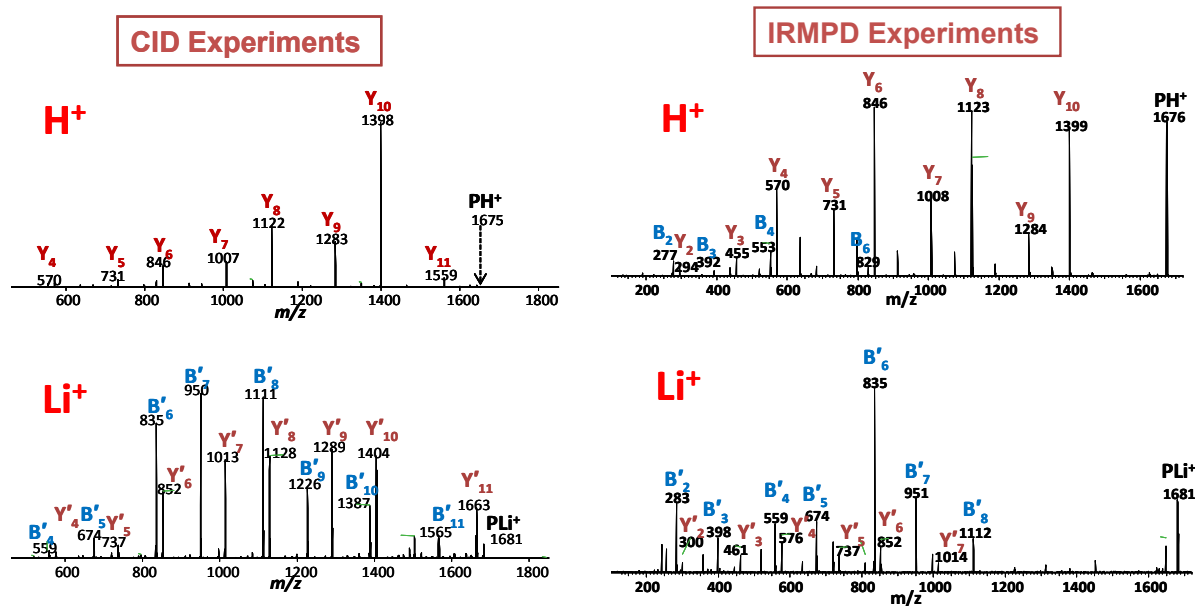 CID Experiments
IRMPD Experiments
H+
Y10
1398
Y8
1122
Y9
1283
PH+
1675
Y4
570
Y5
731
Y6
846
Y7
1007
Y11
1559
600 800 1000 1200 1400 1600 1800
m/z
H+
Y6
846
Y8
1123
Y10
1399
PH+
1676
Y4
570
Y5
731
Y7
1008
Y9
1284
B2
277
Y2
294
B3
392
Y3
455
B4
553
B6
829
200 400 600 800 1000 1200 1400 1600
m/z
Li+
B'7
950
B'8
1111
B'6
835
Y'6
852
Y'7
1013
Y'8
1128
Y'9
1289
Y'10
1404
B'9
1226
B'10
1387
Y'11
1663
B'4
559
Y'4
B'5
674
Y'5
737
B'11
1565
PLi+
1681
600 800 1000 1200 1400 1600 1800
m/z
Li+
B'6
835
B'2
283
Y'2
300
B'3
398
Y'3
461
B'4
559
Y'4
576
B'5
674
Y'5
737
Y'6
852
B'7
951
Y'7
1014
B'8
1112
PLi+
1681
200 400 600 800 1000 1200 1400 1600
m/z